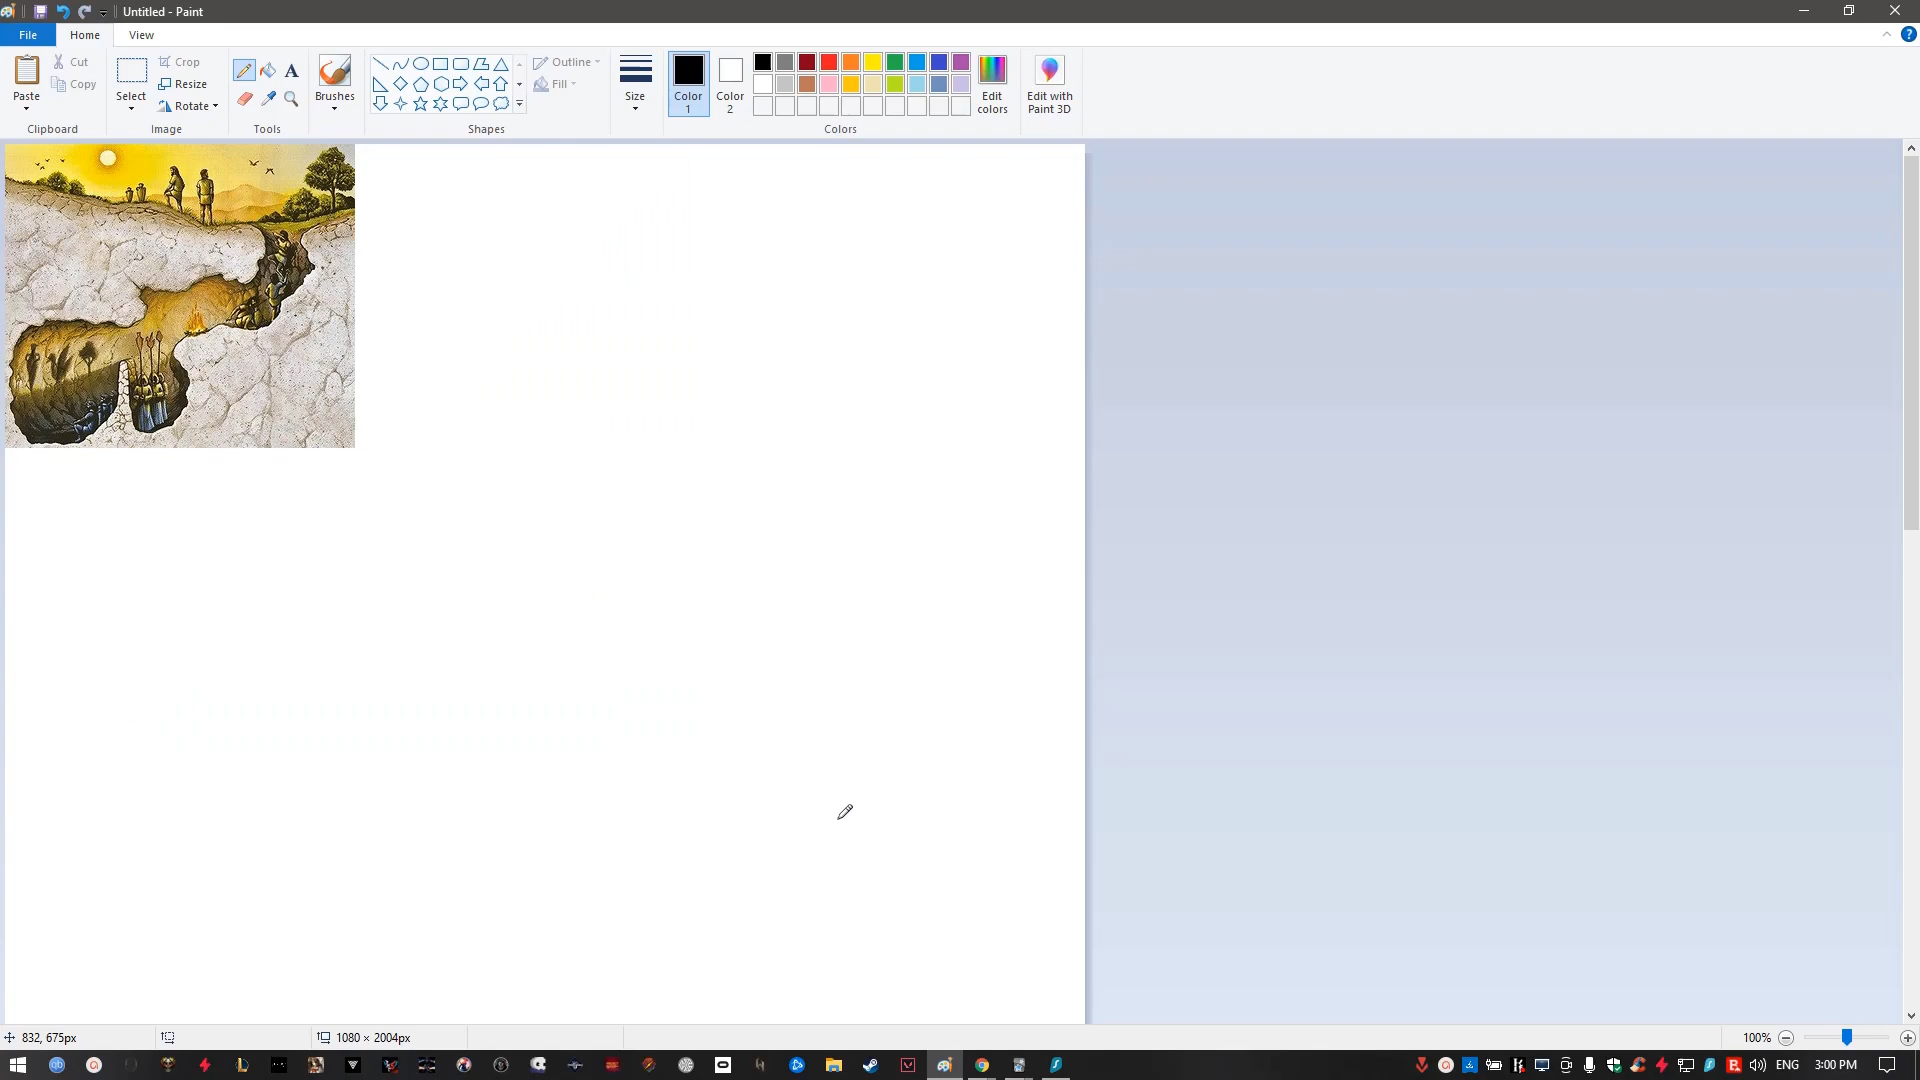 Untitled - Paint
File Home View
Paste
Cut
Copy
Clipboard
Select
Crop
Resize
Rotate
Image
A
Tools
Brushes
Outline
Fill
Shapes
Size
Color 1
Color 2
Edit colors
Colors
Edit with Paint 3D
832, 675px
1080 × 2004px
100%
ENG
3:00 PM